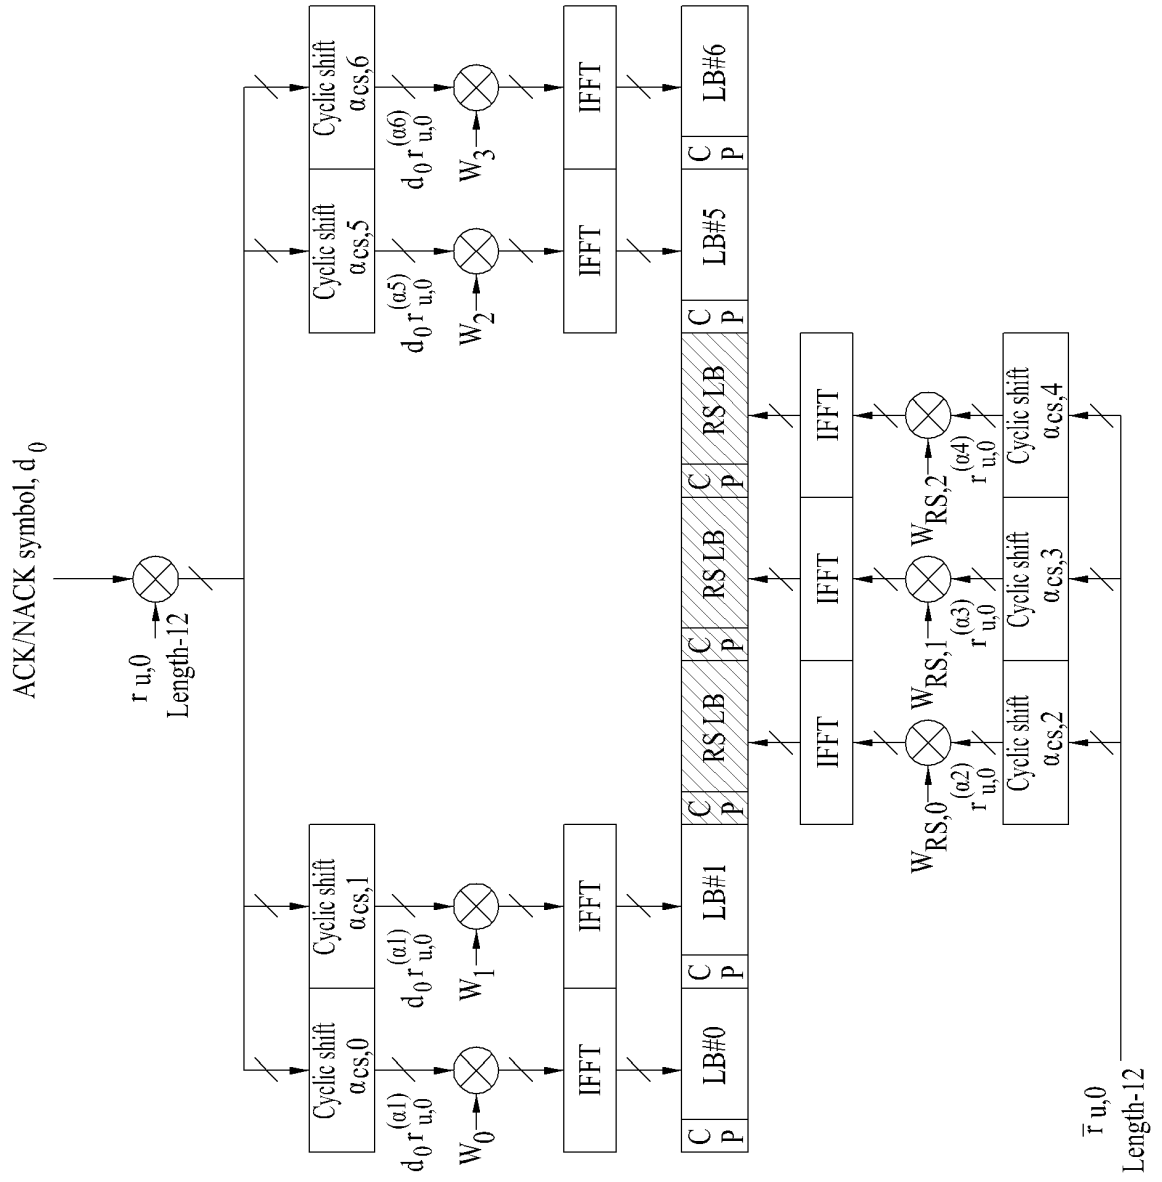 ACK/NACK symbol, d0
r u,0
Length-12
Cyclic shift
αcs,0
Cyclic shift
αcs,1
Cyclic shift
αcs,5
Cyclic shift
αcs,6
d0 r u,0 (α1)
d0 r u,0 (α1)
d0 r u,0 (α5)
d0 r u,0 (α6)
W0
W1
W2
W3
IFFT
IFFT
IFFT
IFFT
CP
LB#0
CP
LB#1
CP
RS LB
CP
RS LB
CP
RS LB
CP
LB#5
CP
LB#6
IFFT
IFFT
IFFT
WRS,0
WRS,1
WRS,2
r u,0 (α2)
r u,0 (α3)
r u,0 (α4)
Cyclic shift
αcs,2
Cyclic shift
αcs,3
Cyclic shift
αcs,4
r̄ u,0
Length-12